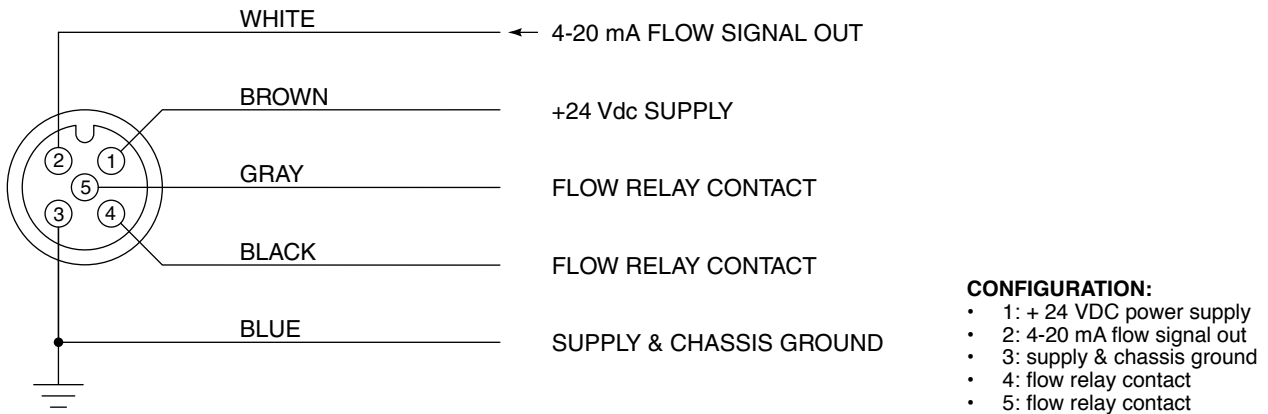 WHITE
4-20 mA FLOW SIGNAL OUT
BROWN
+24 Vdc SUPPLY
2
1
GRAY
5
FLOW RELAY CONTACT
3
4
BLACK
FLOW RELAY CONTACT
BLUE
SUPPLY & CHASSIS GROUND
CONFIGURATION:
• 1: + 24 VDC power supply
• 2: 4-20 mA flow signal out
• 3: supply & chassis ground
• 4: flow relay contact
• 5: flow relay contact